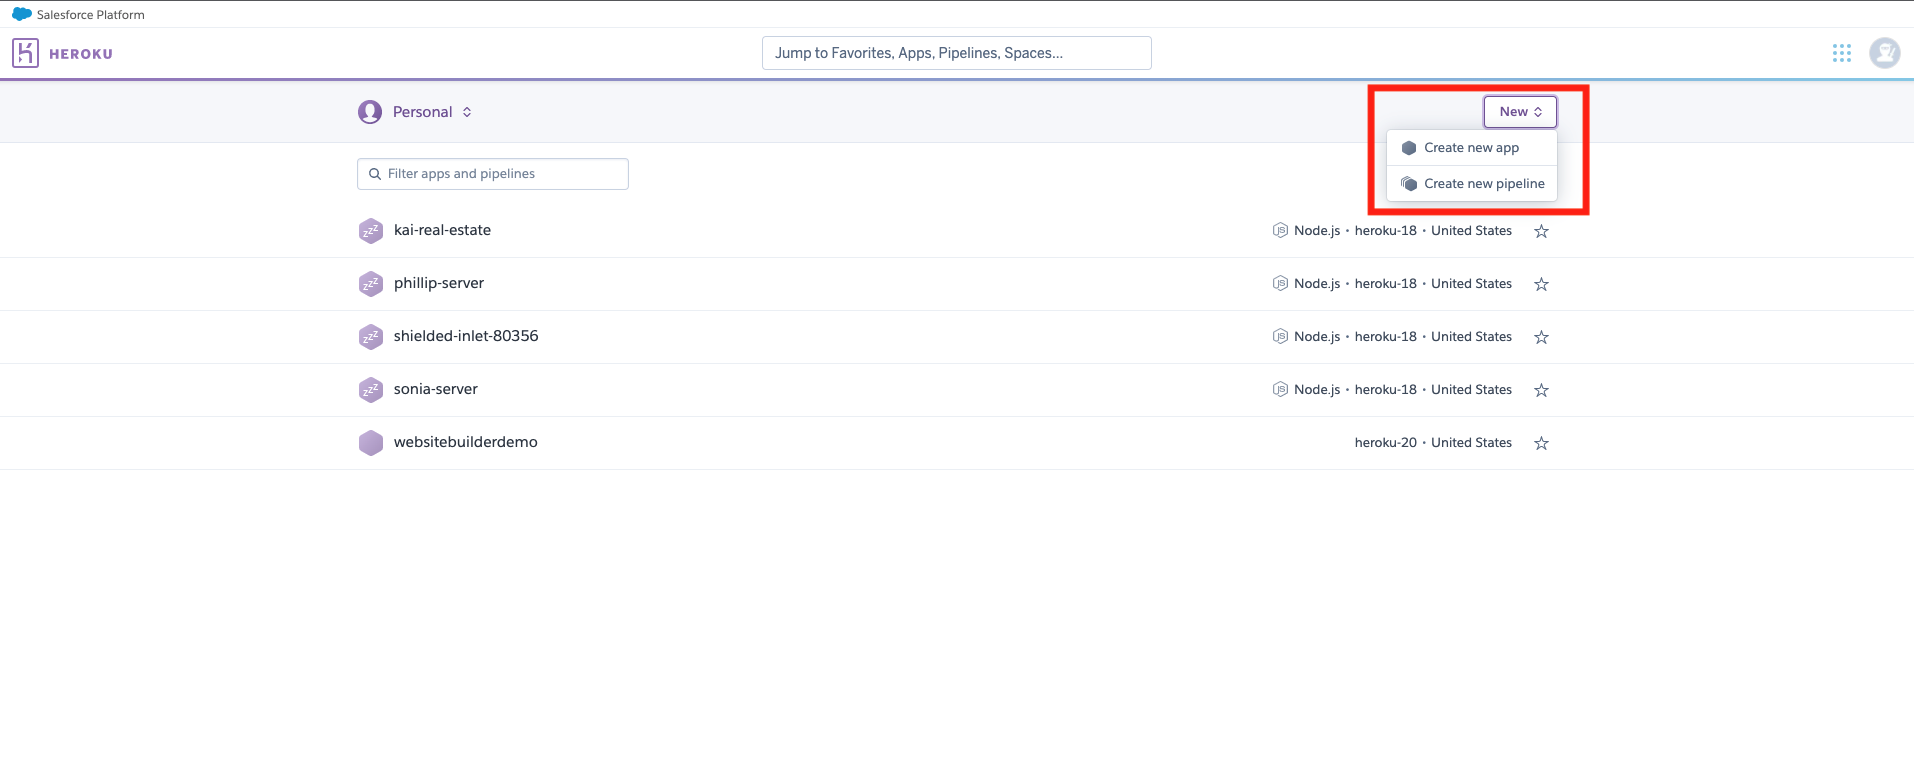 Salesforce Platform
HEROKU
Jump to Favorites, Apps, Pipelines, Spaces...
Personal
New
Create new app
Create new pipeline
Filter apps and pipelines
kai-real-estate Node.js • heroku-18 • United States
phillip-server Node.js • heroku-18 • United States
shielded-inlet-80356 Node.js • heroku-18 • United States
sonia-server Node.js • heroku-18 • United States
websitebuilderdemo heroku-20 • United States